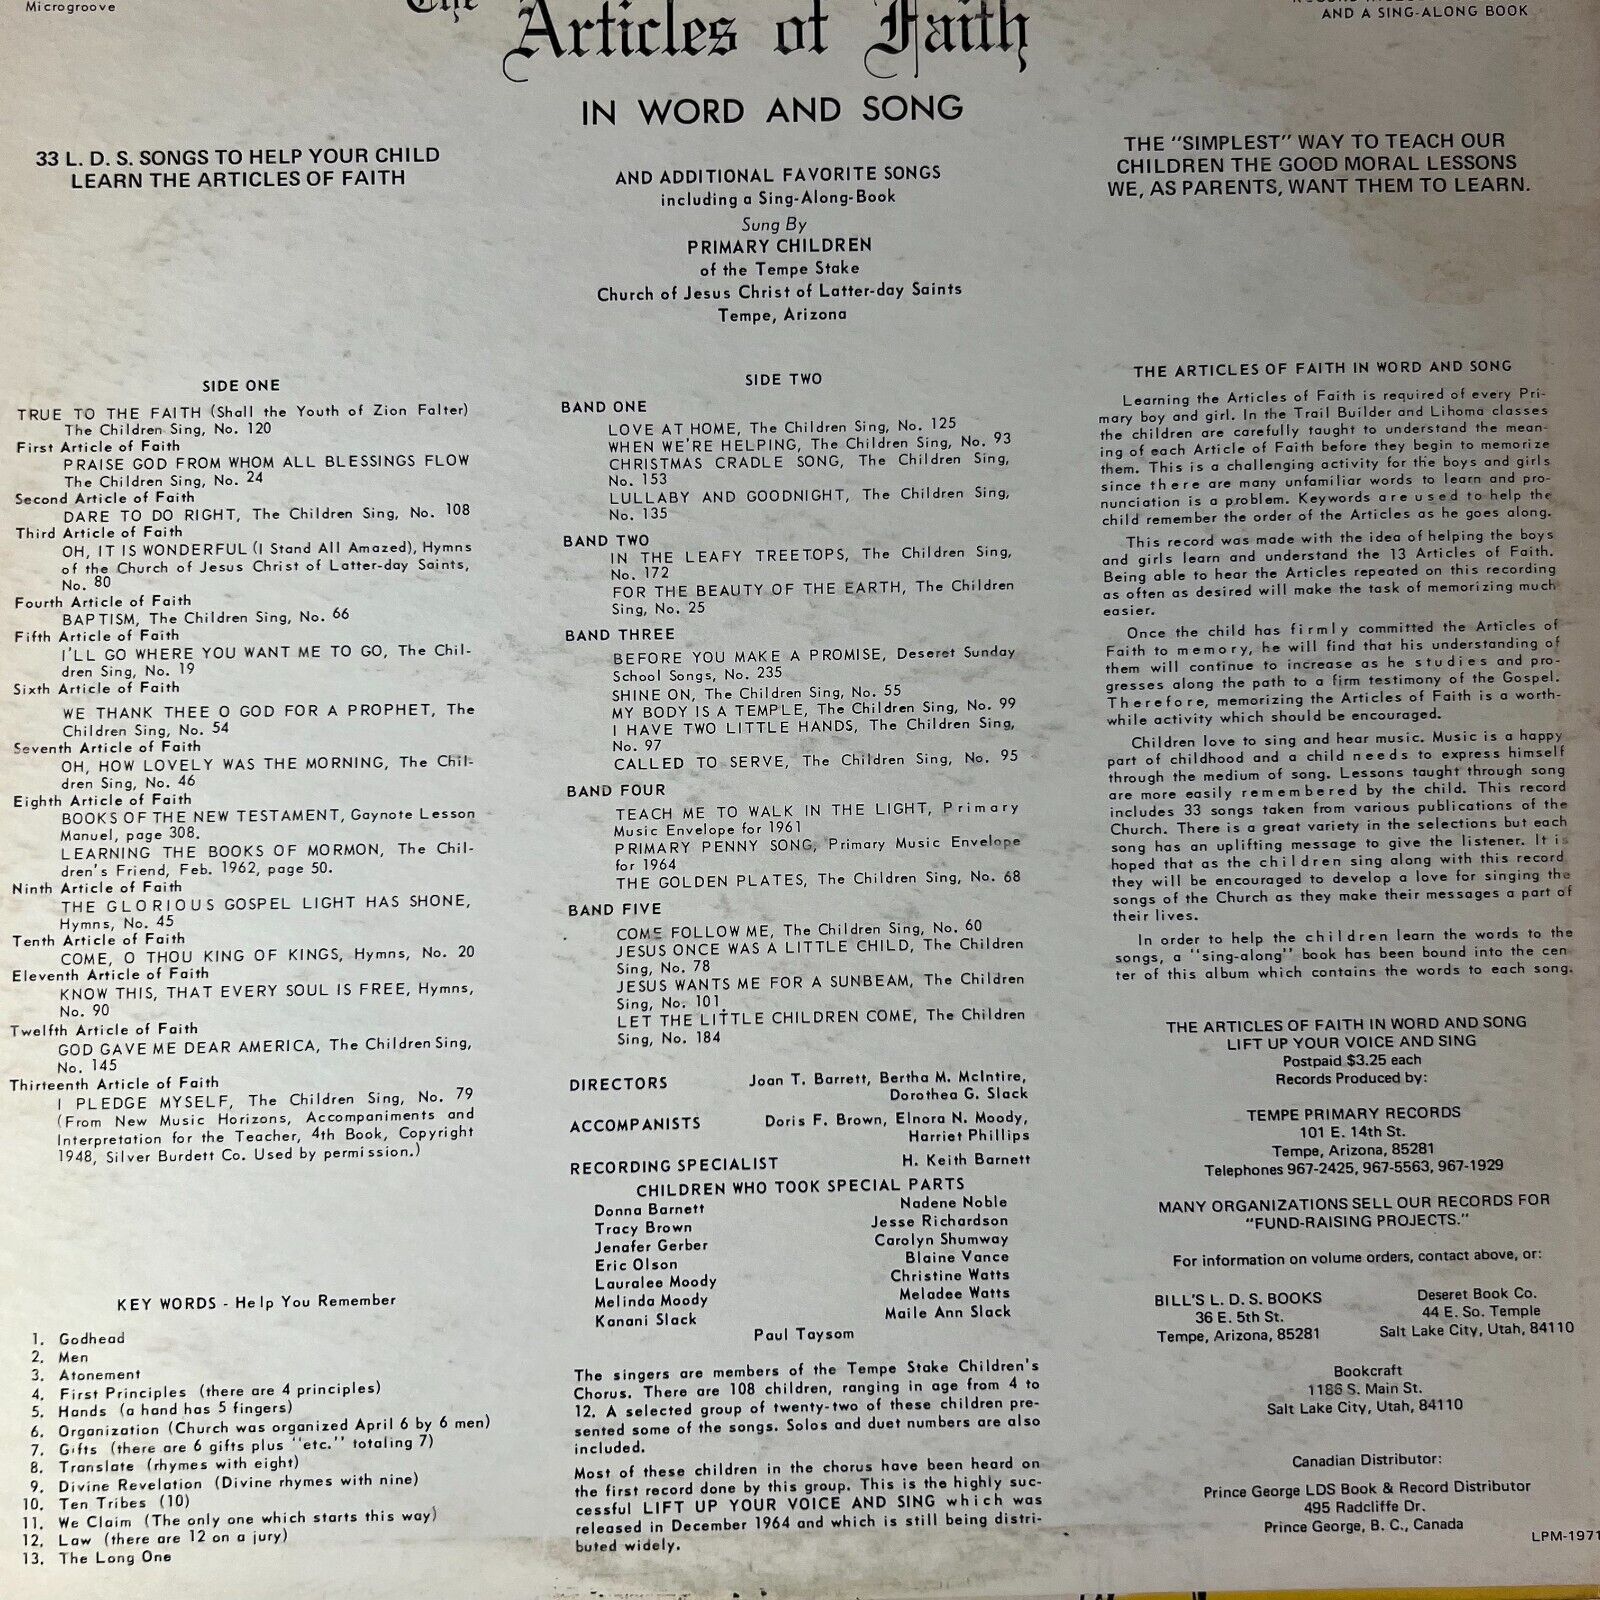 Microgroove
The
Articles of Faith
AND A SING-ALONG BOOK
IN WORD AND SONG
33 L. D. S. SONGS TO HELP YOUR CHILD
LEARN THE ARTICLES OF FAITH
AND ADDITIONAL FAVORITE SONGS
including a Sing-Along-Book
Sung By
PRIMARY CHILDREN
of the Tempe Stake
Church of Jesus Christ of Latter-day Saints
Tempe, Arizona
THE "SIMPLEST" WAY TO TEACH OUR
CHILDREN THE GOOD MORAL LESSONS
WE, AS PARENTS, WANT THEM TO LEARN.
SIDE ONE
TRUE TO THE FAITH (Shall the Youth of Zion Falter)
The Children Sing, No. 120
First Article of Faith
PRAISE GOD FROM WHOM ALL BLESSINGS FLOW
The Children Sing, No. 24
Second Article of Faith
DARE TO DO RIGHT, The Children Sing, No. 108
Third Article of Faith
OH, IT IS WONDERFUL (I Stand All Amazed), Hymns
of the Church of Jesus Christ of Latter-day Saints,
No. 80
Fourth Article of Faith
BAPTISM, The Children Sing, No. 66
Fifth Article of Faith
I'LL GO WHERE YOU WANT ME TO GO, The Chil-
dren Sing, No. 19
Sixth Article of Faith
WE THANK THEE O GOD FOR A PROPHET, The
Children Sing, No. 54
Seventh Article of Faith
OH, HOW LOVELY WAS THE MORNING, The Chil-
dren Sing, No. 46
Eighth Article of Faith
BOOKS OF THE NEW TESTAMENT, Gaynote Lesson
Manuel, page 308.
LEARNING THE BOOKS OF MORMON, The Chil-
dren's Friend, Feb. 1962, page 50.
Ninth Article of Faith
THE GLORIOUS GOSPEL LIGHT HAS SHONE,
Hymns, No. 45
Tenth Article of Faith
COME, O THOU KING OF KINGS, Hymns, No. 20
Eleventh Article of Faith
KNOW THIS, THAT EVERY SOUL IS FREE, Hymns,
No. 90
Twelfth Article of Faith
GOD GAVE ME DEAR AMERICA, The Children Sing,
No. 145
Thirteenth Article of Faith
I PLEDGE MYSELF, The Children Sing, No. 79
(From New Music Horizons, Accompaniments and
Interpretation for the Teacher, 4th Book, Copyright
1948, Silver Burdett Co. Used by permission.)
KEY WORDS - Help You Remember
1. Godhead
2. Men
3. Atonement
4. First Principles (there are 4 principles)
5. Hands (a hand has 5 fingers)
6. Organization (Church was organized April 6 by 6 men)
7. Gifts (there are 6 gifts plus "etc." totaling 7)
8. Translate (rhymes with eight)
9. Divine Revelation (Divine rhymes with nine)
10. Ten Tribes (10)
11. We Claim (The only one which starts this way)
12. Law (there are 12 on a jury)
13. The Long One
SIDE TWO
BAND ONE
LOVE AT HOME, The Children Sing, No. 125
WHEN WE'RE HELPING, The Children Sing, No. 93
CHRISTMAS CRADLE SONG, The Children Sing,
No. 153
LULLABY AND GOODNIGHT, The Children Sing,
No. 135
BAND TWO
IN THE LEAFY TREETOPS, The Children Sing,
No. 172
FOR THE BEAUTY OF THE EARTH, The Children
Sing, No. 25
BAND THREE
BEFORE YOU MAKE A PROMISE, Deseret Sunday
School Songs, No. 235
SHINE ON, The Children Sing, No. 55
MY BODY IS A TEMPLE, The Children Sing, No. 99
I HAVE TWO LITTLE HANDS, The Children Sing,
No. 97
CALLED TO SERVE, The Children Sing, No. 95
BAND FOUR
TEACH ME TO WALK IN THE LIGHT, Primary
Music Envelope for 1961
PRIMARY PENNY SONG, Primary Music Envelope
for 1964
THE GOLDEN PLATES, The Children Sing, No. 68
BAND FIVE
COME FOLLOW ME, The Children Sing, No. 60
JESUS ONCE WAS A LITTLE CHILD, The Children
Sing, No. 78
JESUS WANTS ME FOR A SUNBEAM, The Children
Sing, No. 101
LET THE LITTLE CHILDREN COME, The Children
Sing, No. 184
DIRECTORS Joan T. Barrett, Bertha M. McIntire,
Dorothea G. Slack
ACCOMPANISTS Doris F. Brown, Elnora N. Moody,
Harriet Phillips
RECORDING SPECIALIST H. Keith Barnett
CHILDREN WHO TOOK SPECIAL PARTS
Donna Barnett Nadene Noble
Tracy Brown Jesse Richardson
Jenafer Gerber Carolyn Shumway
Eric Olson Blaine Vance
Lauralee Moody Christine Watts
Melinda Moody Meladee Watts
Kanani Slack Maile Ann Slack
Paul Taysom
The singers are members of the Tempe Stake Children's
Chorus. There are 108 children, ranging in age from 4 to
12. A selected group of twenty-two of these children pre-
sented some of the songs. Solos and duet numbers are also
included.
Most of these children in the chorus have been heard on
the first record done by this group. This is the highly suc-
cessful LIFT UP YOUR VOICE AND SING which was
released in December 1964 and which is still being distri-
buted widely.
THE ARTICLES OF FAITH IN WORD AND SONG
Learning the Articles of Faith is required of every Pri-
mary boy and girl. In the Trail Builder and Lihoma classes
the children are carefully taught to understand the mean-
ing of each Article of Faith before they begin to memorize
them. This is a challenging activity for the boys and girls
since there are many unfamiliar words to learn and pro-
nunciation is a problem. Keywords are used to help the
child remember the order of the Articles as he goes along.
This record was made with the idea of helping the boys
and girls learn and understand the 13 Articles of Faith.
Being able to hear the Articles repeated on this recording
as often as desired will make the task of memorizing much
easier.
Once the child has firmly committed the Articles of
Faith to memory, he will find that his understanding of
them will continue to increase as he studies and pro-
gresses along the path to a firm testimony of the Gospel.
Therefore, memorizing the Articles of Faith is a worth-
while activity which should be encouraged.
Children love to sing and hear music. Music is a happy
part of childhood and a child needs to express himself
through the medium of song. Lessons taught through song
are more easily remembered by the child. This record
includes 33 songs taken from various publications of the
Church. There is a great variety in the selections but each
song has an uplifting message to give the listener. It is
hoped that as the children sing along with this record
they will be encouraged to develop a love for singing the
songs of the Church as they make their messages a part of
their lives.
In order to help the children learn the words to the
songs, a "sing-along" book has been bound into the cen
ter of this album which contains the words to each song.
THE ARTICLES OF FAITH IN WORD AND SONG
LIFT UP YOUR VOICE AND SING
Postpaid $3.25 each
Records Produced by:
TEMPE PRIMARY RECORDS
101 E. 14th St.
Tempe, Arizona, 85281
Telephones 967-2425, 967-5563, 967-1929
MANY ORGANIZATIONS SELL OUR RECORDS FOR
"FUND-RAISING PROJECTS."
For information on volume orders, contact above, or:
BILL'S L. D. S. BOOKS
36 E. 5th St.
Tempe, Arizona, 85281
Deseret Book Co.
44 E. So. Temple
Salt Lake City, Utah, 84110
Bookcraft
1186 S. Main St.
Salt Lake City, Utah, 84110
Canadian Distributor:
Prince George LDS Book & Record Distributor
495 Radcliffe Dr.
Prince George, B. C., Canada
LPM-1971